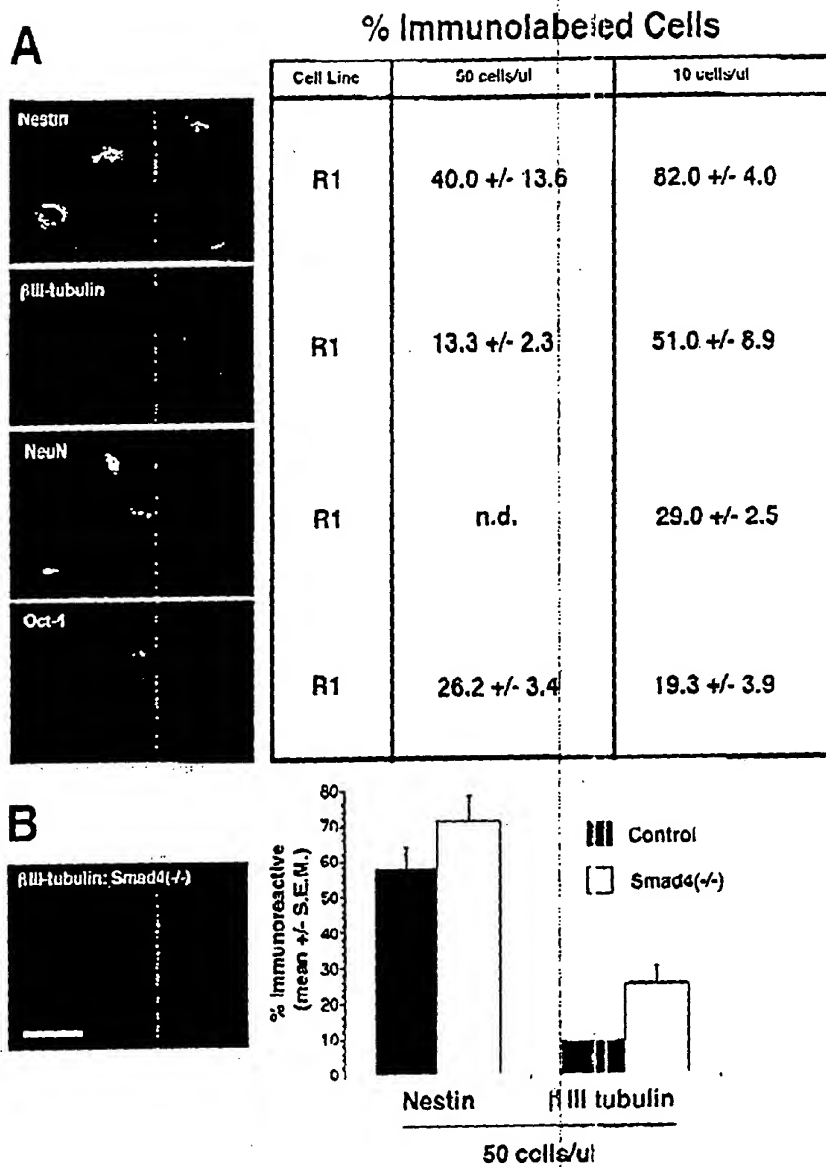 A
% Immunolabeled Cells
Cell Line 50 cells/ul 10 cells/ul
Nestin
R1 40.0 +/- 13.6 82.0 +/- 4.0
βIII-tubulin
R1 13.3 +/- 2.3 51.0 +/- 8.9
NeuN
R1 n.d. 29.0 +/- 2.5
Oct-4
R1 26.2 +/- 3.4 19.3 +/- 3.9
B
βIII-tubulin: Smad4(-/-)
% Immunoreactive
(mean +/- S.E.M.)
80
70
60
50
40
30
20
10
0
Control
Smad4(-/-)
Nestin β III tubulin
50 cells/ul